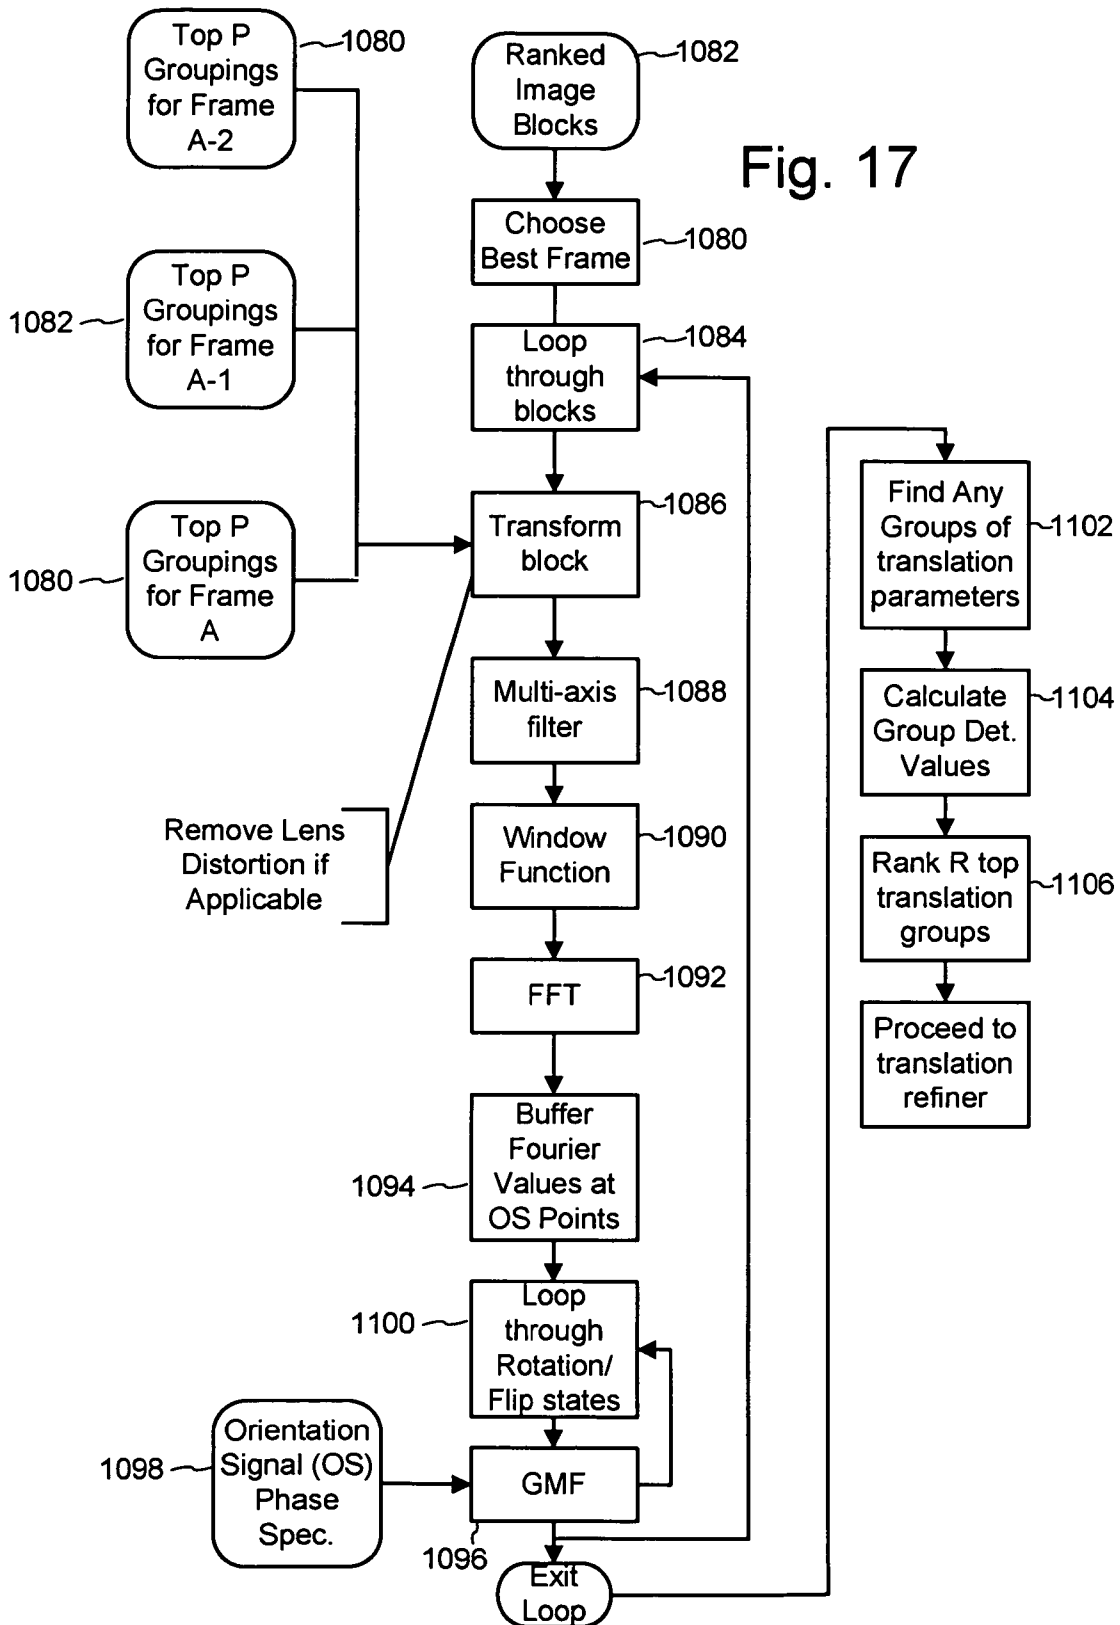 Top P
Groupings
for Frame
A-2
1080
Ranked
Image
Blocks
1082
Fig. 17
Choose
Best Frame
1080
Top P
Groupings
for Frame
A-1
1082
Loop
through
blocks
1084
Top P
Groupings
for Frame
A
1080
Transform
block
1086
Find Any
Groups of
translation
parameters
1102
Multi-axis
filter
1088
Calculate
Group Det.
Values
1104
Remove Lens
Distortion if
Applicable
Window
Function
1090
Rank R top
translation
groups
1106
FFT
1092
Proceed to
translation
refiner
Buffer
Fourier
Values at
OS Points
1094
Loop
through
Rotation/
Flip states
1100
Orientation
Signal (OS)
Phase
Spec.
1098
GMF
1096
Exit
Loop